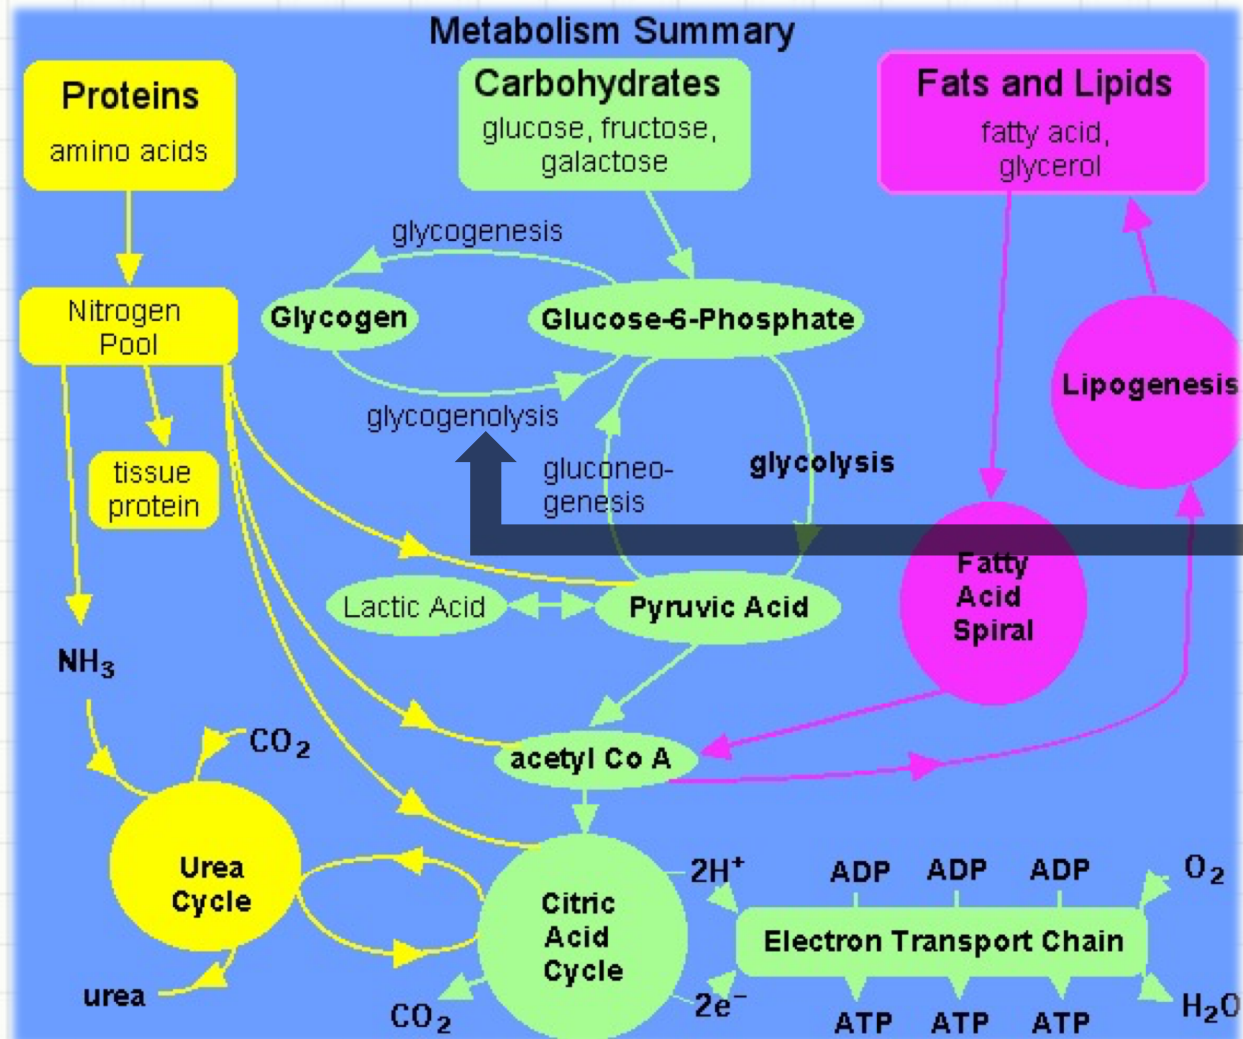 Metabolism Summary
Proteins
amino acids
Carbohydrates
glucose, fructose,
galactose
Fats and Lipids
fatty acid,
glycerol
Nitrogen
Pool
glycogenesis
Glycogen
Glucose-6-Phosphate
Lipogenesis
glycogenolysis
tissue
protein
gluconeo-
genesis
glycolysis
Fatty
Acid
Spiral
Lactic Acid
Pyruvic Acid
NH₃
CO₂
acetyl Co A
Urea
Cycle
Citric
Acid
Cycle
2H⁺
ADP
ADP
ADP
O₂
Electron Transport Chain
urea
CO₂
2e⁻
ATP
ATP
ATP
H₂O